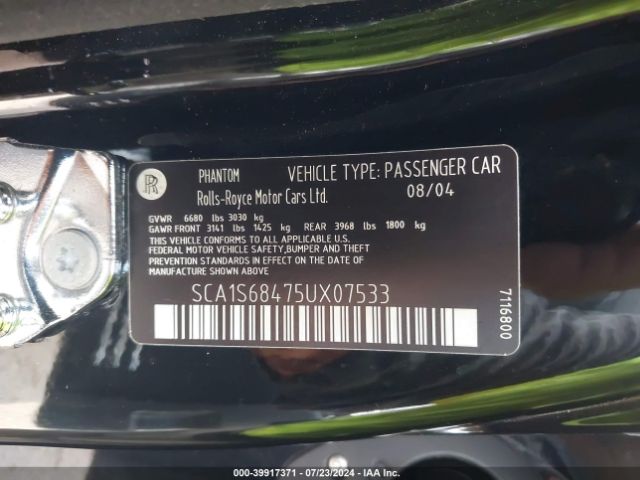 RR PHANTOM VEHICLE TYPE: PASSENGER CAR
Rolls-Royce Motor Cars Ltd. 08/04
GVWR 6680 lbs 3030 kg
GAWR FRONT 3141 lbs 1425 kg REAR 3968 lbs 1800 kg
THIS VEHICLE CONFORMS TO ALL APPLICABLE U.S.
FEDERAL MOTOR VEHICLE SAFETY,BUMPER AND THEFT
PREVENTION STANDARDS IN EFFECT ON THE DATE
OF MANUFACTURE SHOWN ABOVE
SCA1S68475UX07533
7116800
000-39917371 - 07/23/2024 - IAA Inc.